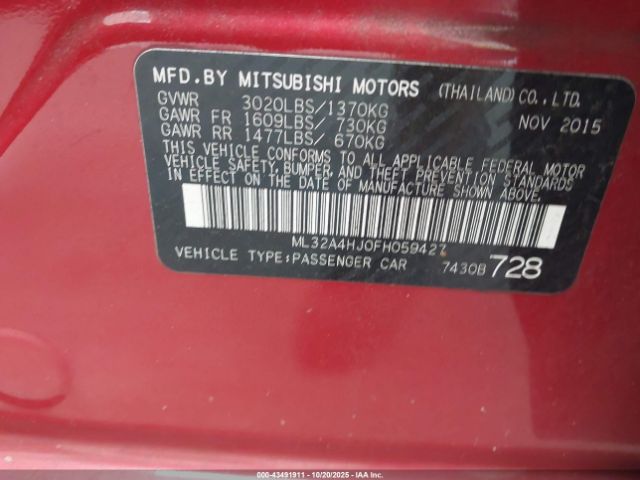 MFD.BY MITSUBISHI MOTORS (THAILAND)CO.,LTD.
GVWR 3020LBS/1370KG NOV 2015
GAWR FR 1609LBS/ 730KG
GAWR RR 1477LBS/ 670KG
THIS VEHICLE CONFORMS TO ALL APPLICABLE FEDERAL MOTOR
VEHICLE SAFETY, BUMPER, AND THEFT PREVENTION STANDARDS
IN EFFECT ON THE DATE OF MANUFACTURE SHOWN ABOVE.
VEHICLE TYPE:PASSENGER CAR 7430B 728
000-43491911 - 10/20/2025 - IAA Inc.